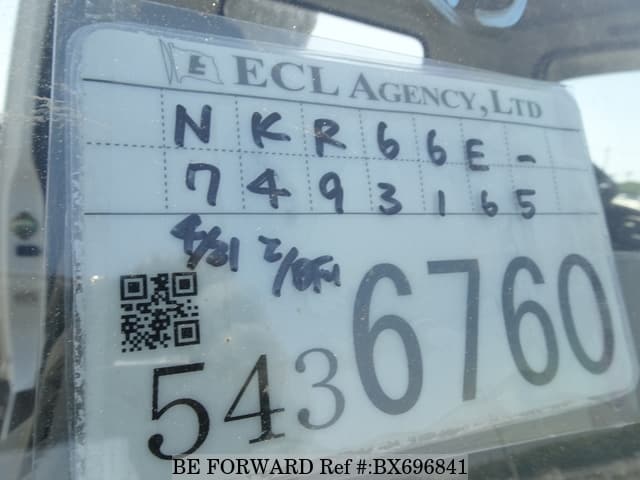 E ECL AGENCY, LTD
NKR66E-
7493165
5436760
BE FORWARD Ref #:BX696841